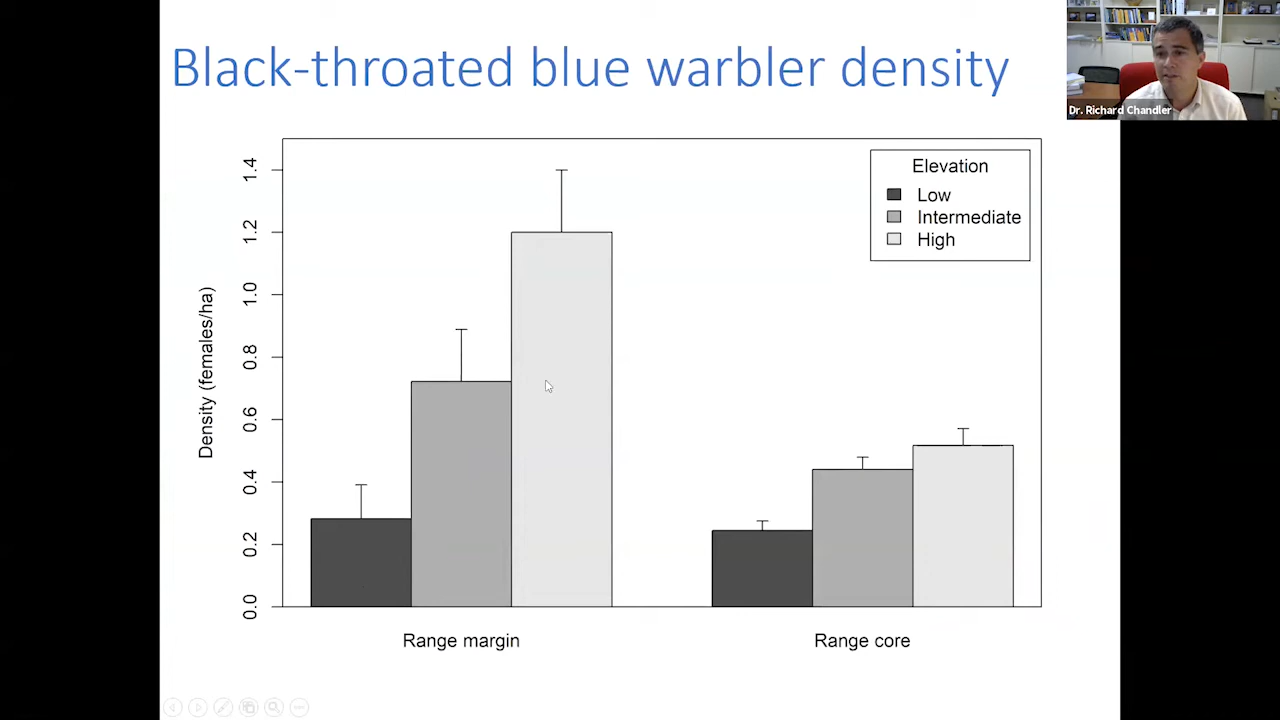 Black-throated blue warbler density
Dr. Richard Chandler
Elevation
Low
Intermediate
High
Density (females/ha)
1.4
1.2
1.0
0.8
0.6
0.4
0.2
0.0
Range margin
Range core